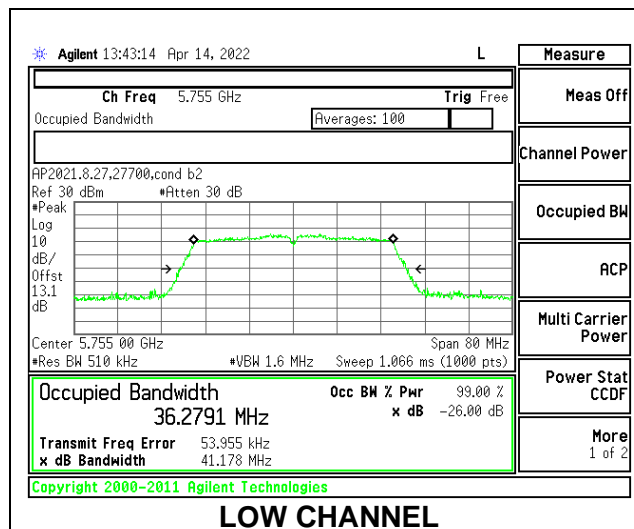 Agilent 13:43:14 Apr 14, 2022 L
Measure
Ch Freq 5.755 GHz Trig Free
Occupied Bandwidth Averages: 100
AP2021.8.27,27700,cond b2
Ref 30 dBm #Atten 30 dB
#Peak
Log
10
dB/
Offst
13.1
dB
Center 5.755 00 GHz Span 80 MHz
#Res BW 510 kHz #VBW 1.6 MHz Sweep 1.066 ms (1000 pts)
Occupied Bandwidth Occ BW % Pwr 99.00 %
36.2791 MHz x dB -26.00 dB
Transmit Freq Error 53.955 kHz
x dB Bandwidth 41.178 MHz
Copyright 2000-2011 Agilent Technologies
Meas Off
Channel Power
Occupied BW
ACP
Multi Carrier
Power
Power Stat
CCDF
More
1 of 2
LOW CHANNEL